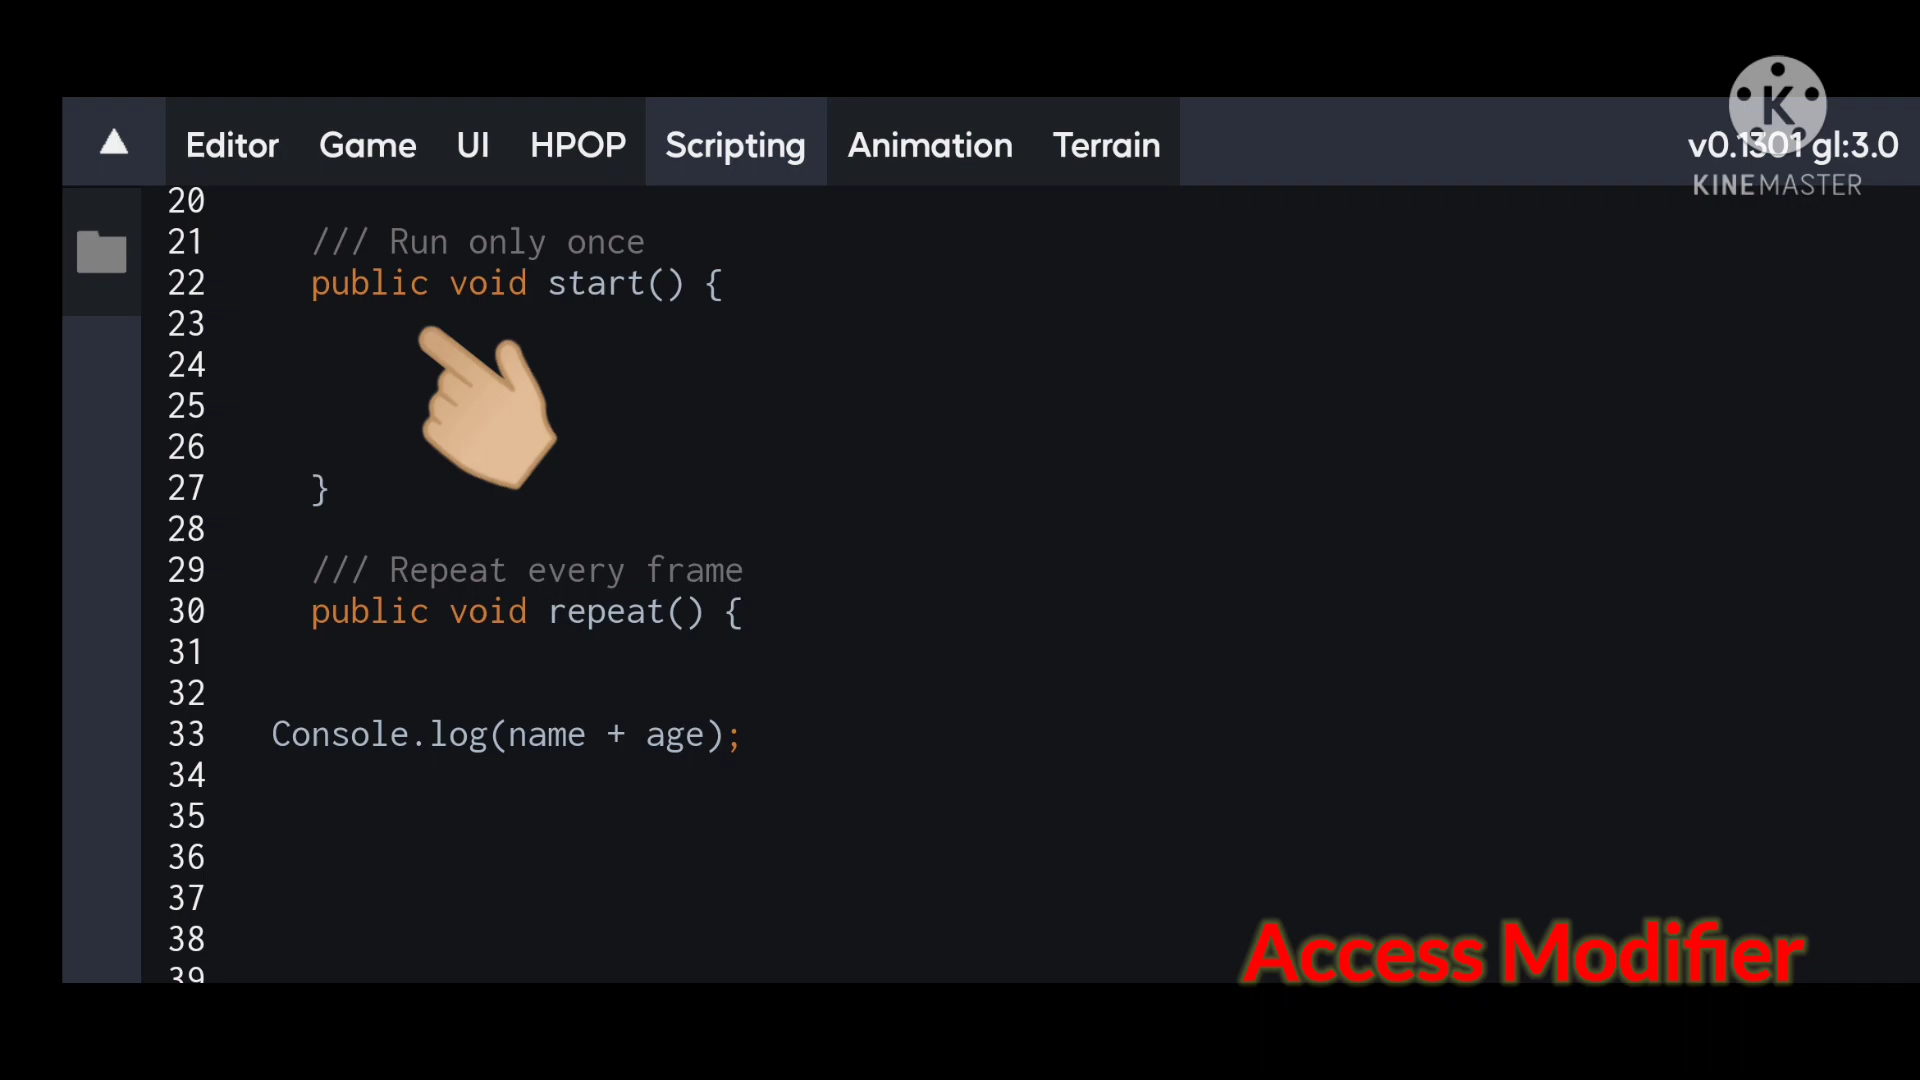 Editor Game UI HPOP Scripting Animation Terrain v0.1301 gl:3.0
K
KINEMASTER
20
21 /// Run only once
22 public void start() {
23
24
25
26
27 }
28
29 /// Repeat every frame
30 public void repeat() {
31
32
33 Console.log(name + age);
34
35
36
37
38
39
Access Modifier